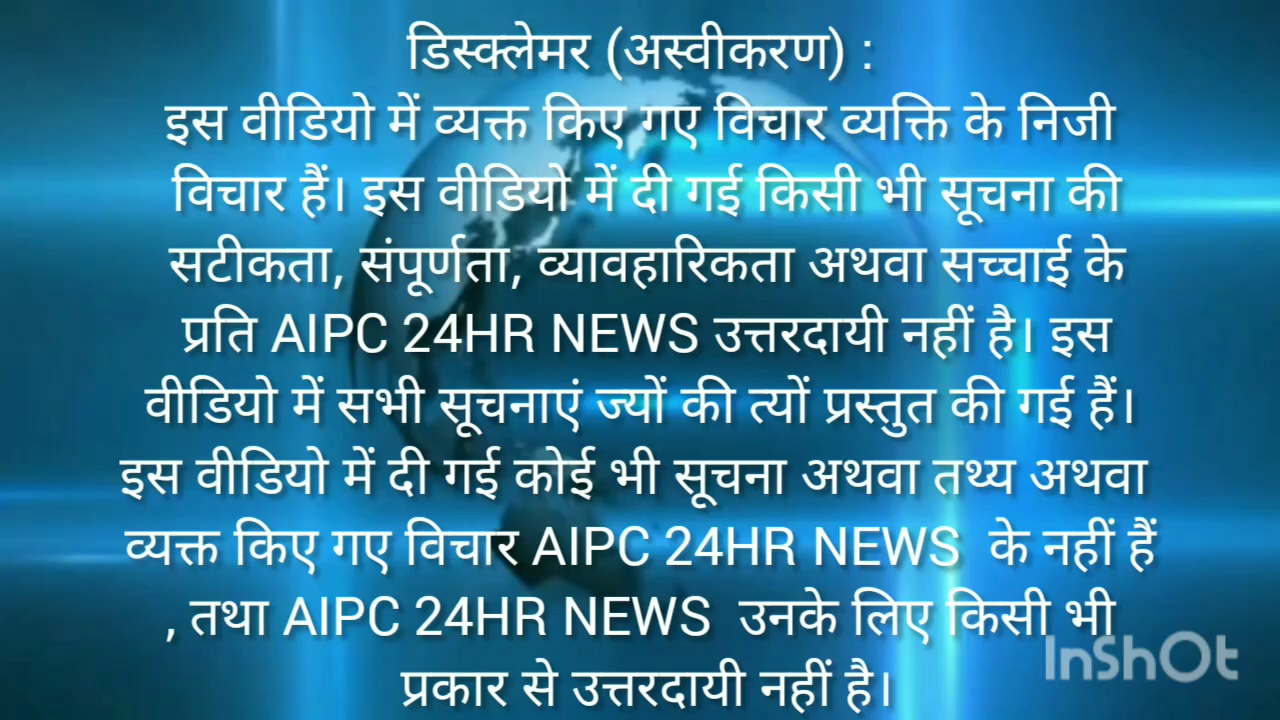 डिस्क्लेमर (अस्वीकरण) :
इस वीडियो में व्यक्त किए गए विचार व्यक्ति के निजी
विचार हैं। इस वीडियो में दी गई किसी भी सूचना की
सटीकता, संपूर्णता, व्यावहारिकता अथवा सच्चाई के
प्रति AIPC 24HR NEWS उत्तरदायी नहीं है। इस
वीडियो में सभी सूचनाएं ज्यों की त्यों प्रस्तुत की गई हैं।
इस वीडियो में दी गई कोई भी सूचना अथवा तथ्य अथवा
व्यक्त किए गए विचार AIPC 24HR NEWS के नहीं हैं
, तथा AIPC 24HR NEWS उनके लिए किसी भी
प्रकार से उत्तरदायी नहीं है।
InShOt